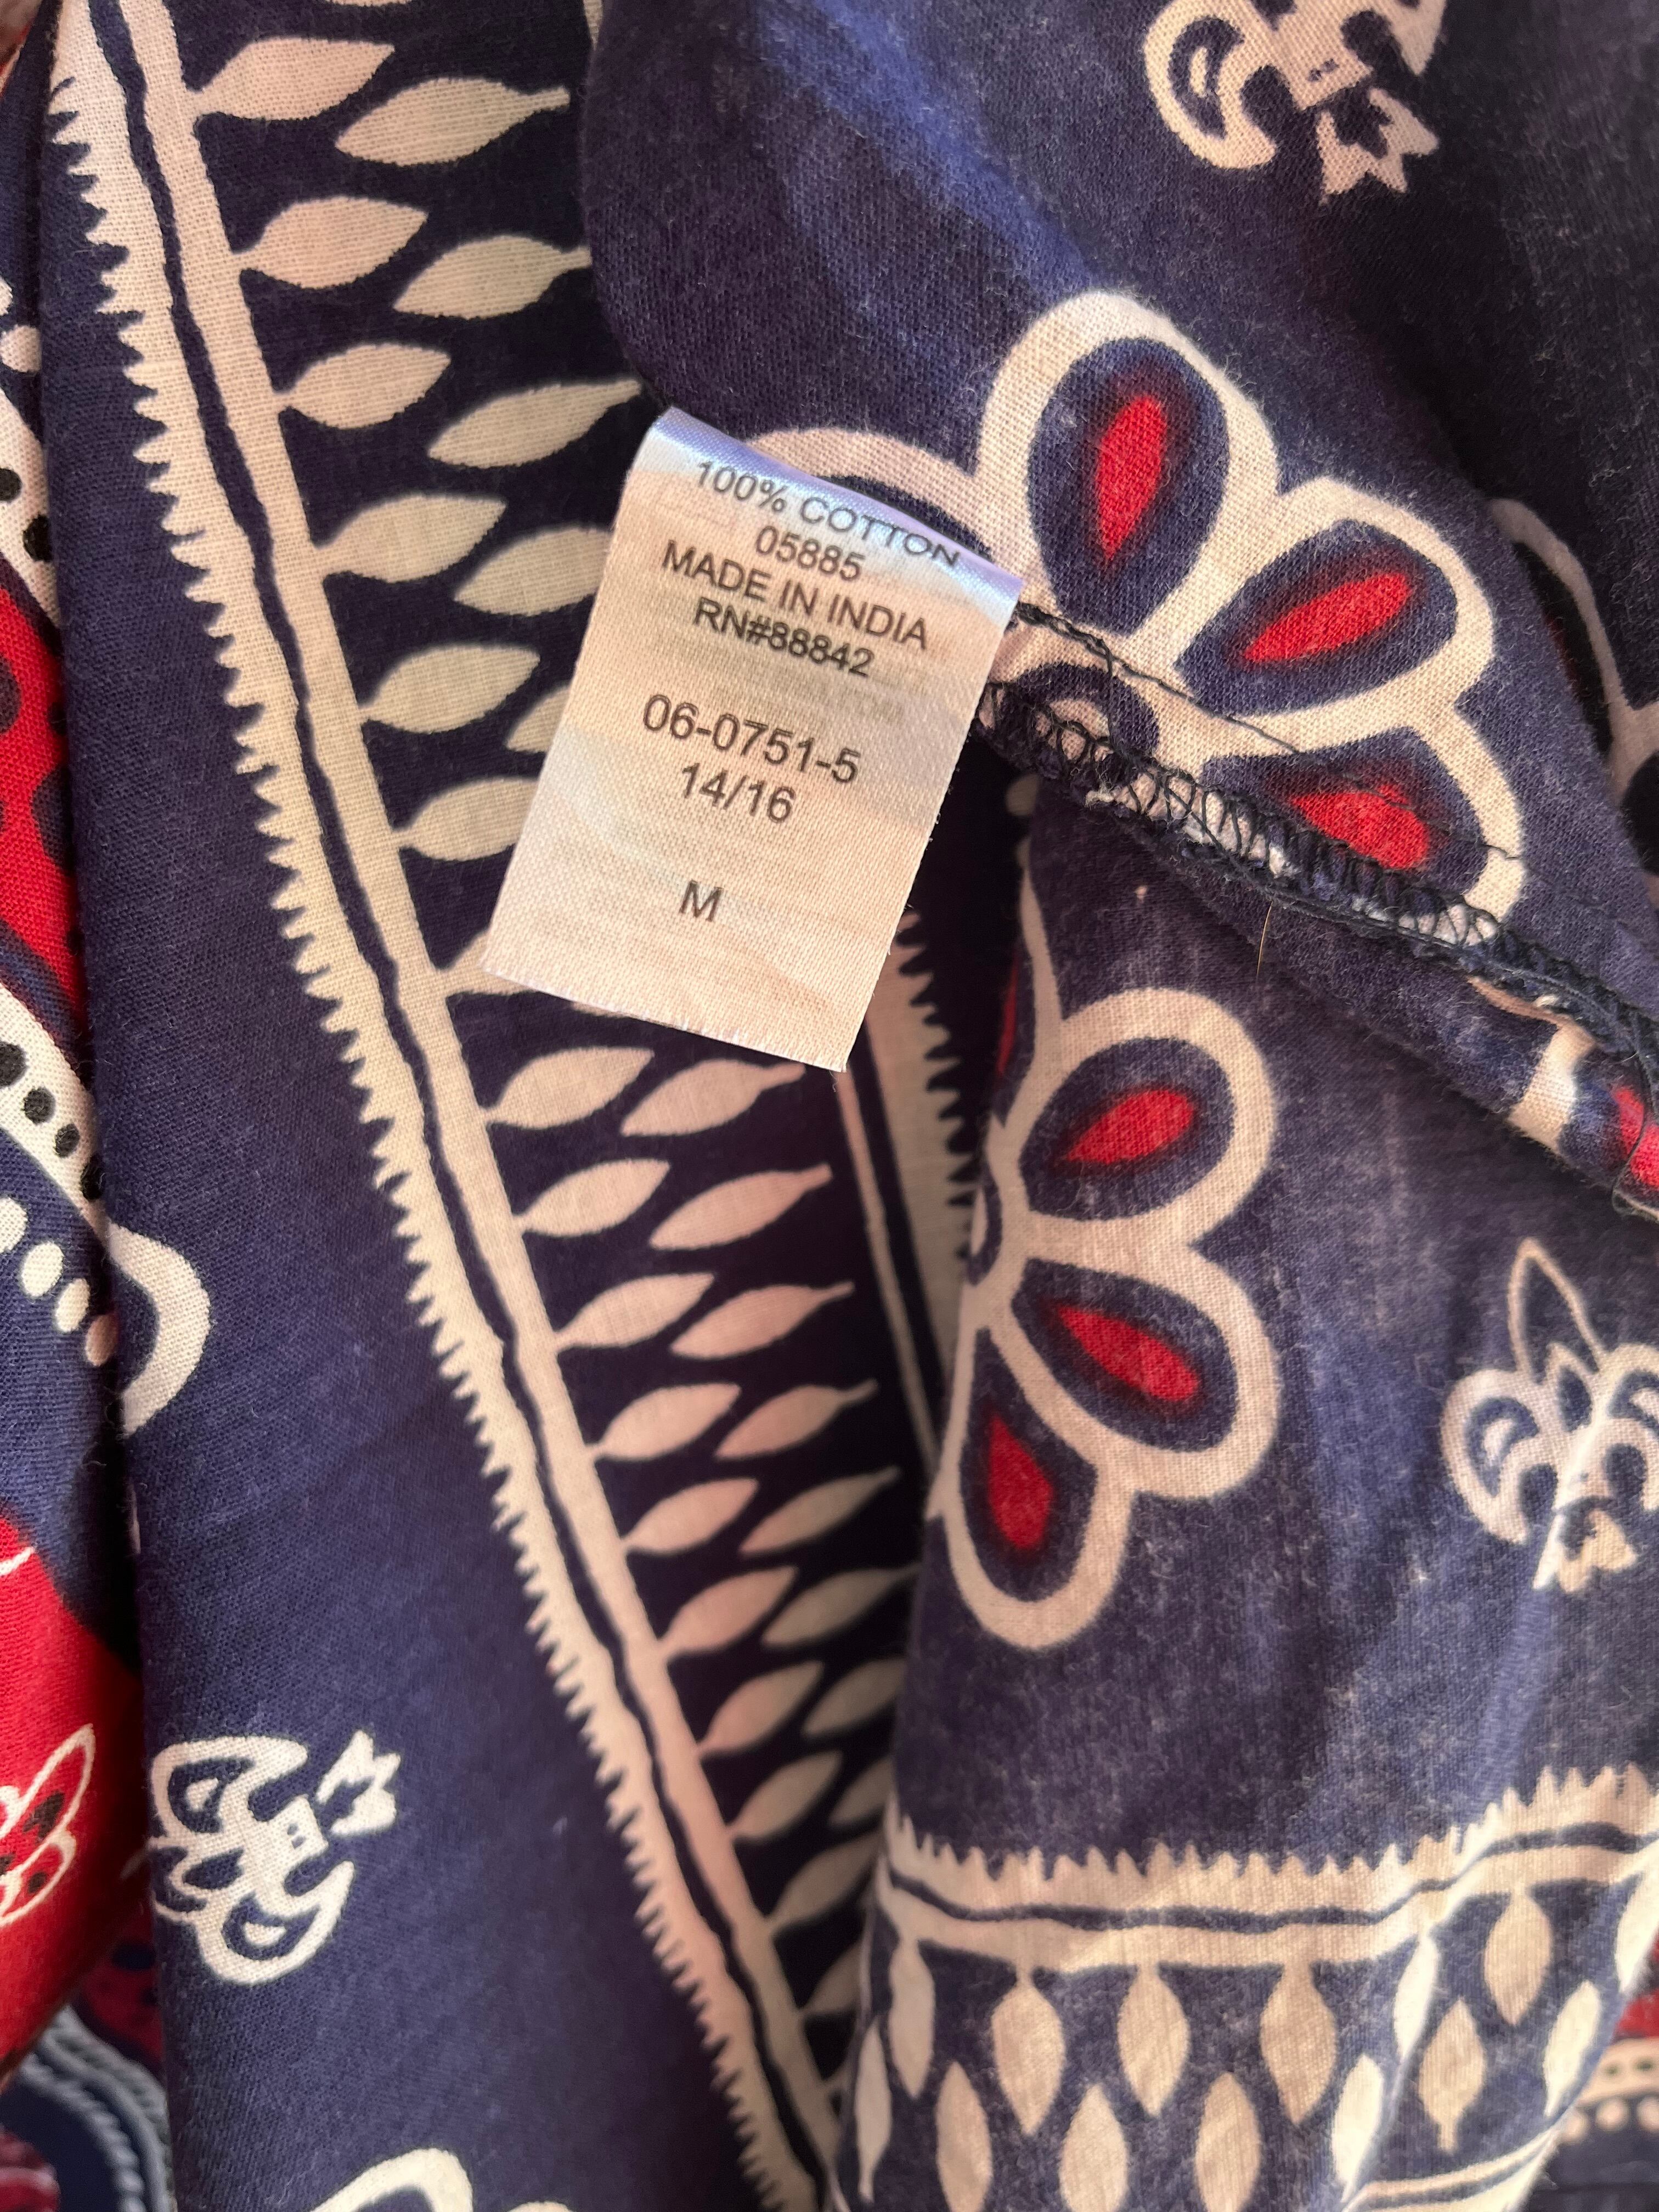 100% COTTON
05885
MADE IN INDIA
RN#88842
06-0751-5
14/16
M